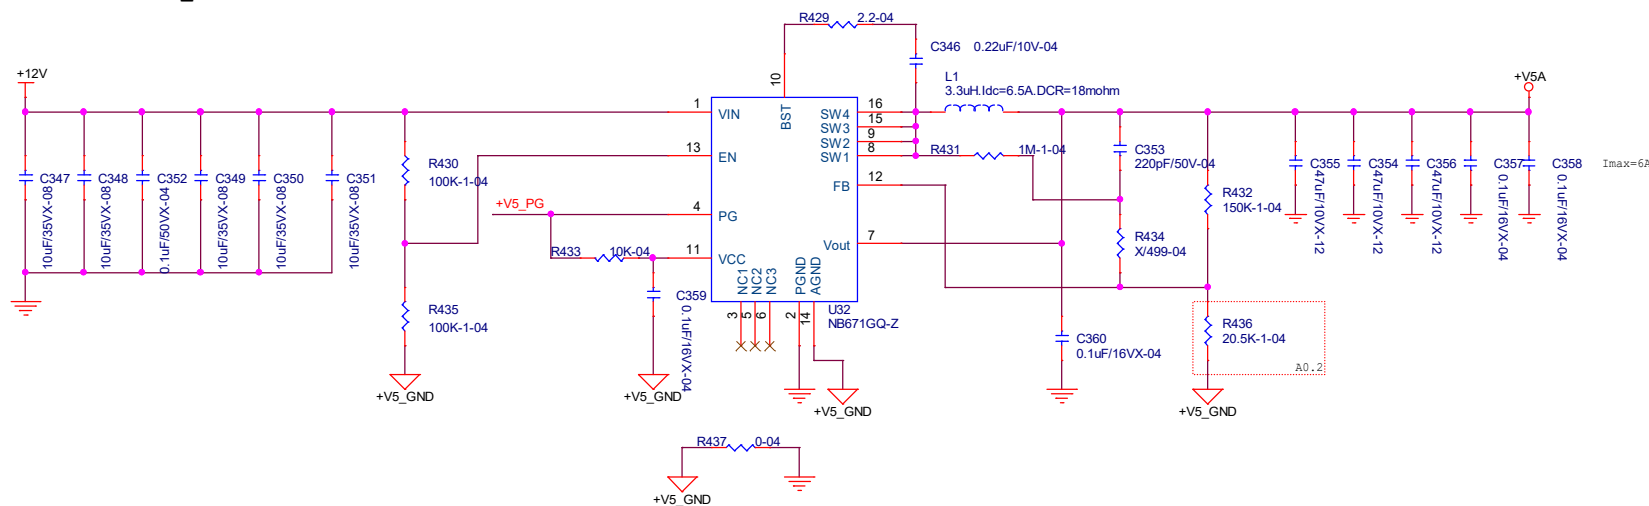 _
R429
2.2-04
C346
0.22uF/10V-04
+12V
10
BST
L1
3.3uH.Idc=6.5A.DCR=18mohm
+V5A
1
VIN
SW4
16
SW3
15
SW2
9
SW1
8
13
EN
R430
100K-1-04
R431
1M-1-04
C353
220pF/50V-04
FB
12
C347
10uF/35VX-08
C348
10uF/35VX-08
C352
0.1uF/50VX-04
C349
10uF/35VX-08
C350
10uF/35VX-08
C351
10uF/35VX-08
R432
150K-1-04
C355
47uF/10VX-12
C354
47uF/10VX-12
C356
47uF/10VX-12
C357
0.1uF/16VX-04
C358
0.1uF/16VX-04
Imax=6A
+V5_PG
4
PG
R433
10K-04
11
VCC
Vout
7
R434
X/499-04
NC1
NC2
NC3
PGND
AGND
3
5
6
2
14
U32
NB671GQ-Z
C359
0.1uF/16VX-04
R435
100K-1-04
C360
0.1uF/16VX-04
R436
20.5K-1-04
A0.2
+V5_GND
+V5_GND
+V5_GND
+V5_GND
R437
0-04
+V5_GND